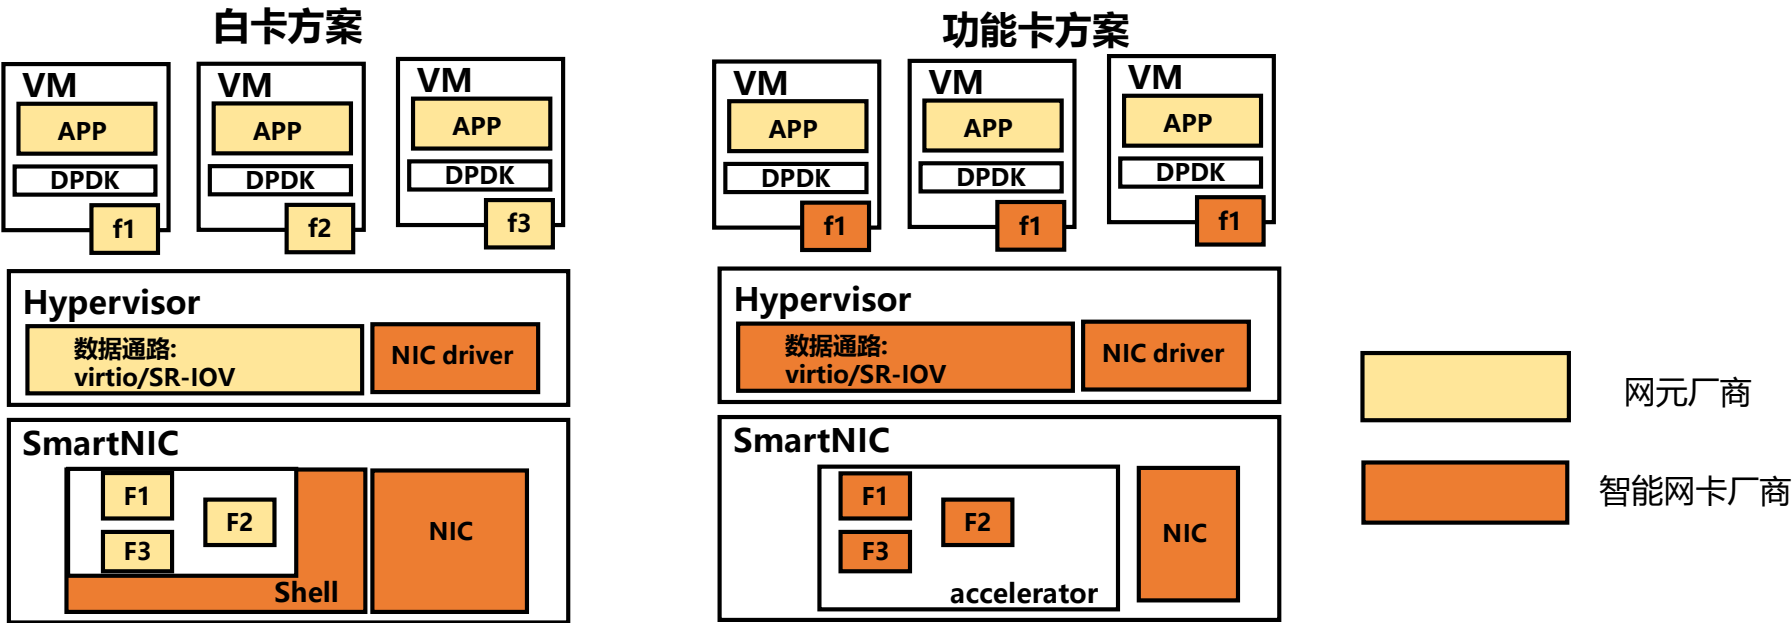 白卡方案
VM
APP
DPDK
f1
VM
APP
DPDK
f2
VM
APP
DPDK
f3
Hypervisor
数据通路:
virtio/SR-IOV
NIC driver
SmartNIC
F1
F2
F3
Shell
NIC
功能卡方案
VM
APP
DPDK
f1
VM
APP
DPDK
f1
VM
APP
DPDK
f1
Hypervisor
数据通路:
virtio/SR-IOV
NIC driver
SmartNIC
F1
F2
F3
accelerator
NIC
网元厂商
智能网卡厂商